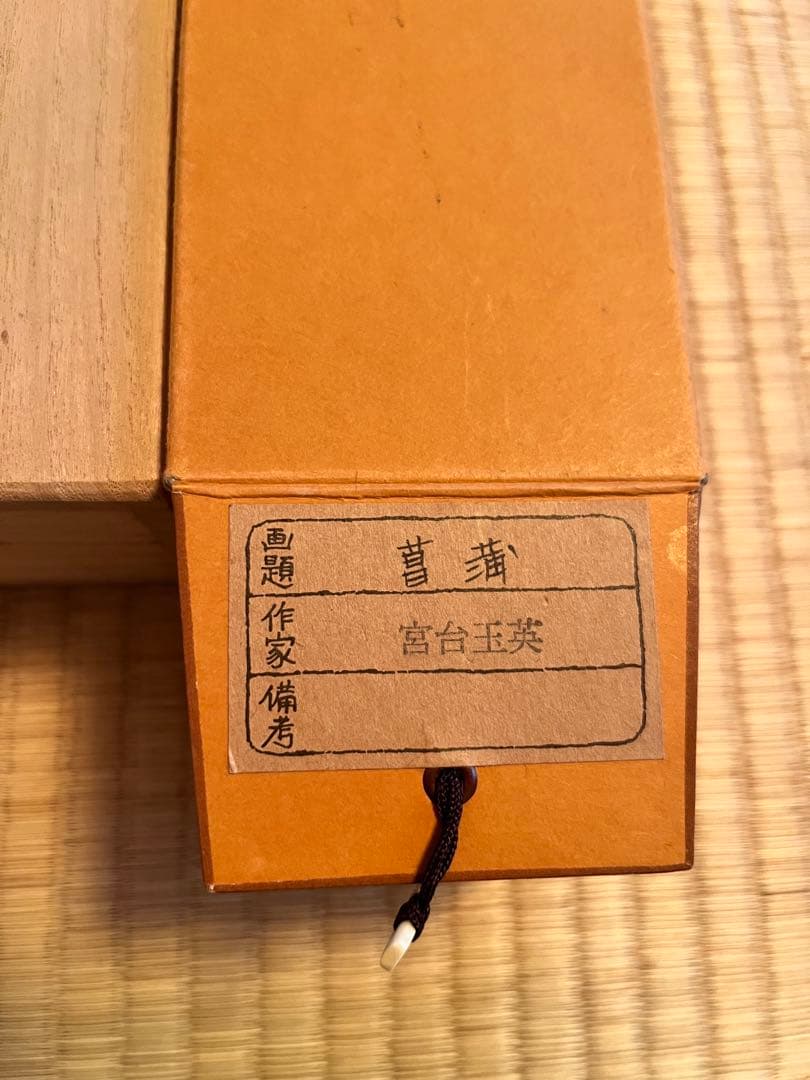 画題 菖蒲
作家 宮台玉英
備考